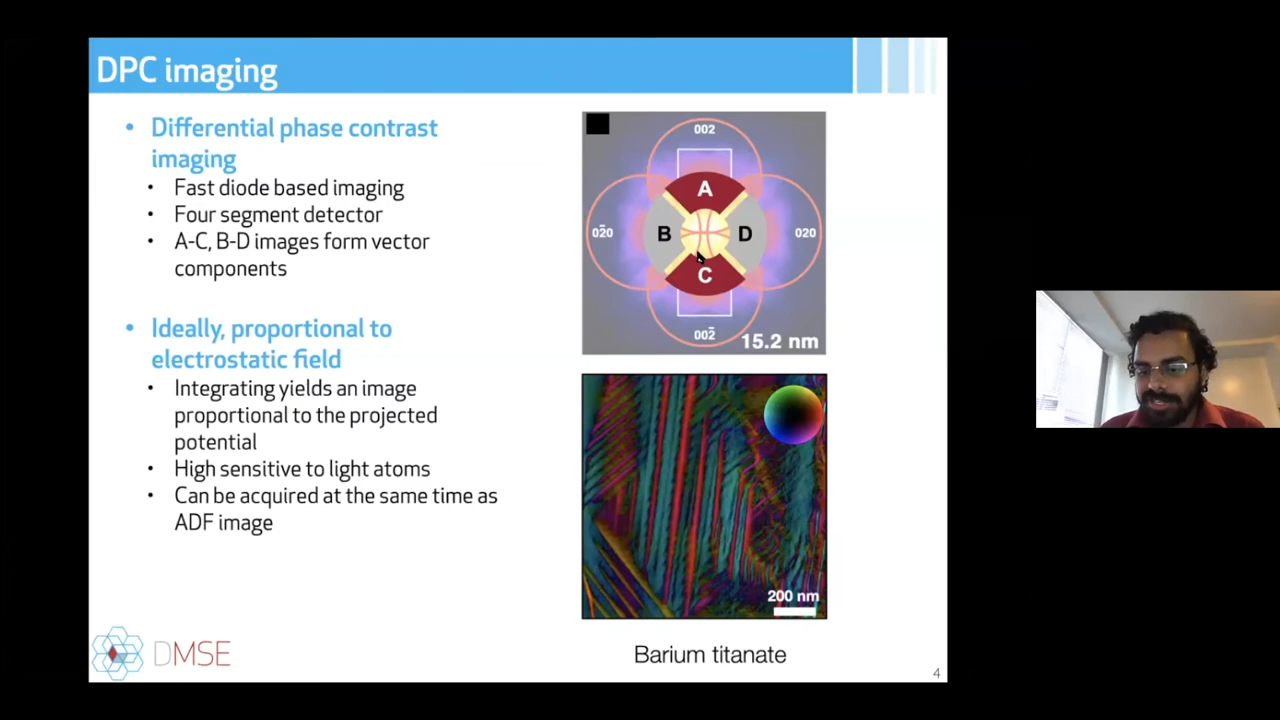 DPC imaging
• Differential phase contrast
imaging
• Fast diode based imaging
• Four segment detector
• A-C, B-D images form vector
components
• Ideally, proportional to
electrostatic field
• Integrating yields an image
proportional to the projected
potential
• High sensitive to light atoms
• Can be acquired at the same time as
ADF image
002
A
02̄0
B
D
020
C
002̄
15.2 nm
200 nm
Barium titanate
DMSE
4